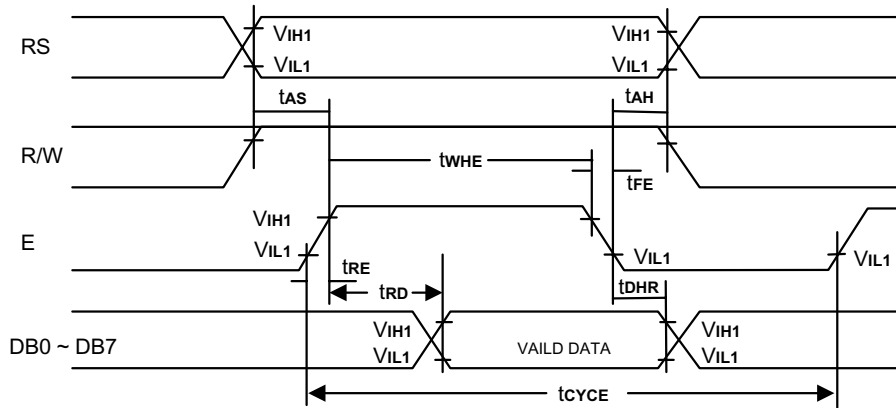 RS
VIH1
VIL1
VIH1
VIL1
tAS
tAH
R/W
tWHE
tFE
E
VIH1
VIL1
VIL1
VIL1
tRE
tRD
tDHR
DB0 ~ DB7
VIH1
VIL1
VAILD DATA
VIH1
VIL1
tCYCE